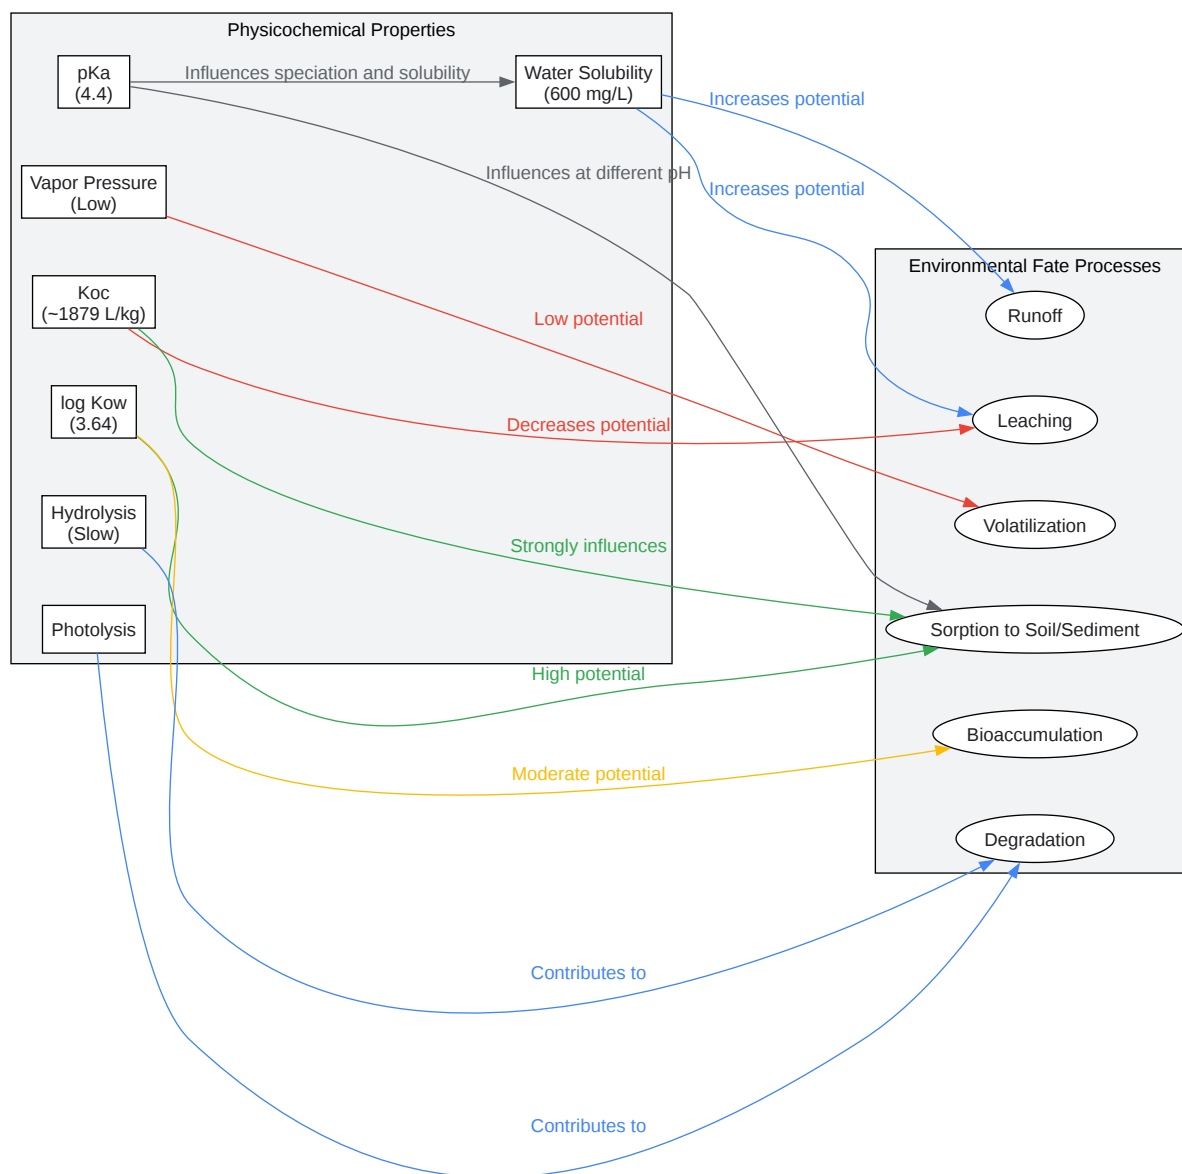 Physicochemical Properties
pKa
(4.4)
Influences speciation and solubility
Water Solubility
(600 mg/L)
Increases potential
Vapor Pressure
(Low)
Influences at different pH
Increases potential
Environmental Fate Processes
Koc
(~1879 L/kg)
Low potential
Runoff
log Kow
(3.64)
Decreases potential
Leaching
Hydrolysis
(Slow)
Strongly influences
Volatilization
Photolysis
Sorption to Soil/Sediment
High potential
Moderate potential
Bioaccumulation
Degradation
Contributes to
Contributes to